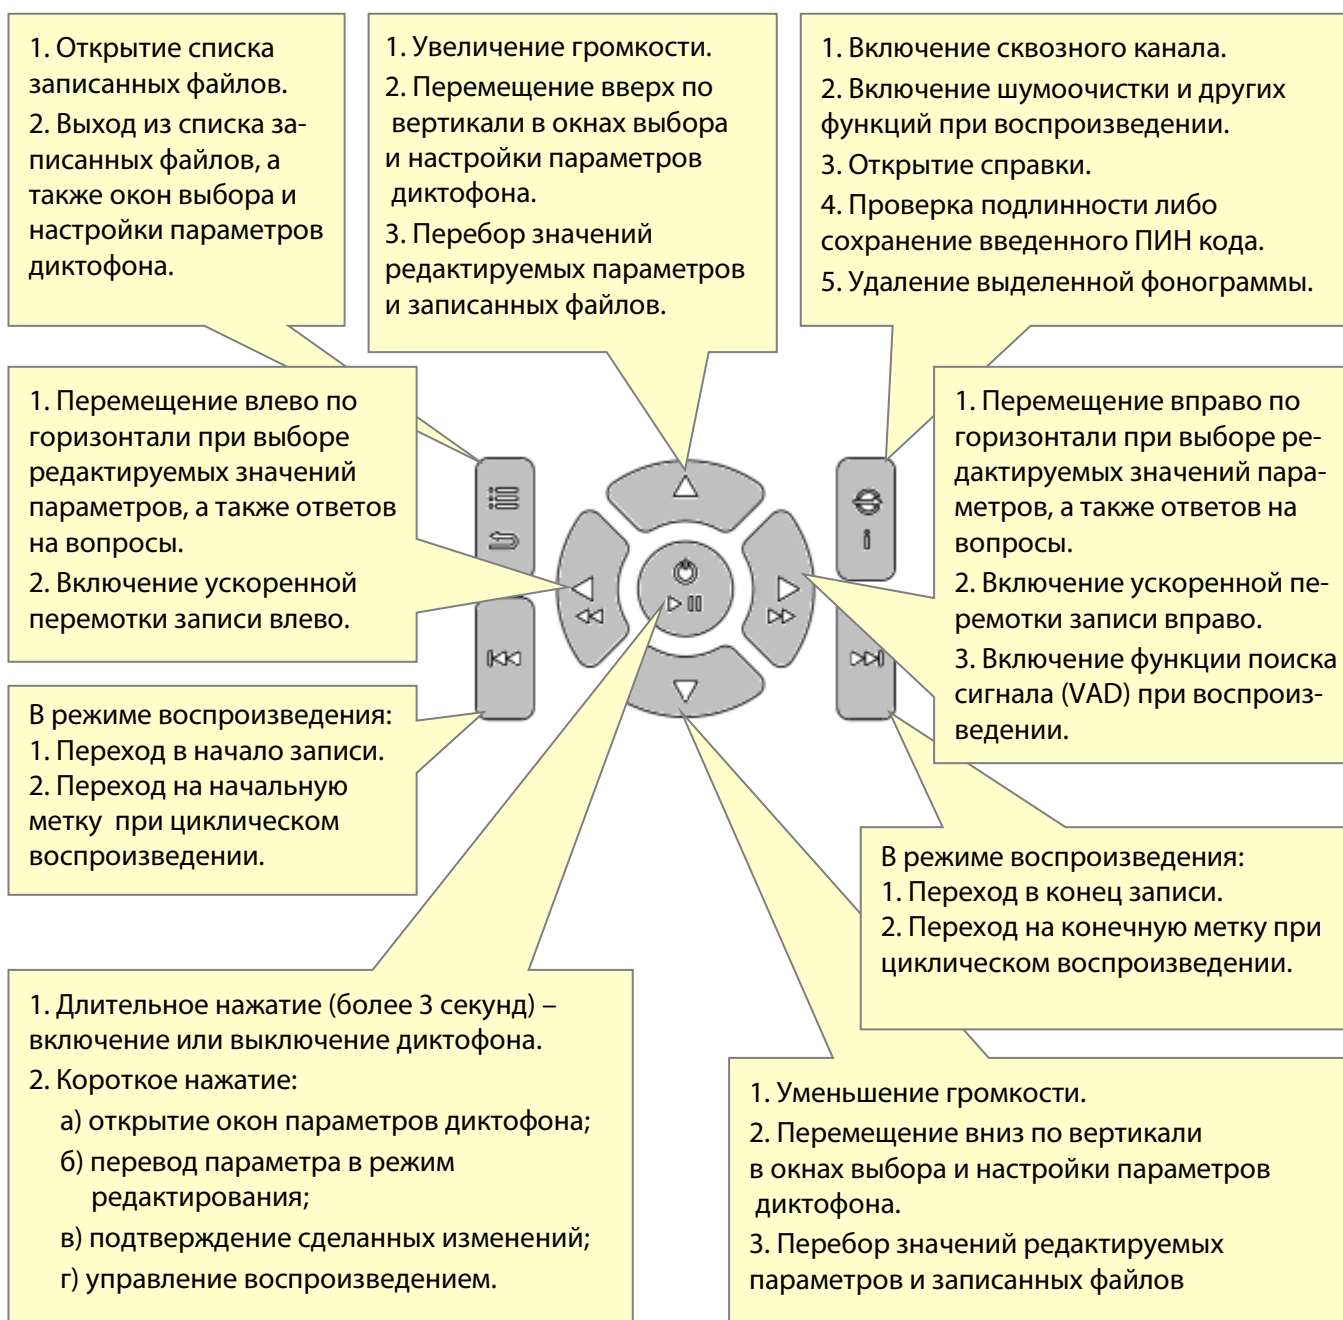 1. Открытие списка
записанных файлов.
2. Выход из списка за-
писанных файлов, а
также окон выбора и
настройки параметров
диктофона.
1. Увеличение громкости.
2. Перемещение вверх по
вертикали в окнах выбора
и настройки параметров
диктофона.
3. Перебор значений
редактируемых параметров
и записанных файлов.
1. Включение сквозного канала.
2. Включение шумоочистки и других
функций при воспроизведении.
3. Открытие справки.
4. Проверка подлинности либо
сохранение введенного ПИН кода.
5. Удаление выделенной фонограммы.
1. Перемещение влево по
горизонтали при выборе
редактируемых значений
параметров, а также ответов
на вопросы.
2. Включение ускоренной
перемотки записи влево.
1. Перемещение вправо по
горизонтали при выборе ре-
дактируемых значений пара-
метров, а также ответов на
вопросы.
2. Включение ускоренной пе-
ремотки записи вправо.
3. Включение функции поиска
сигнала (VAD) при воспроиз-
ведении.
i
В режиме воспроизведения:
1. Переход в начало записи.
2. Переход на начальную
метку при циклическом
воспроизведении.
В режиме воспроизведения:
1. Переход в конец записи.
2. Переход на конечную метку при
циклическом воспроизведении.
1. Длительное нажатие (более 3 секунд) –
включение или выключение диктофона.
2. Короткое нажатие:
а) открытие окон параметров диктофона;
б) перевод параметра в режим
редактирования;
в) подтверждение сделанных изменений;
г) управление воспроизведением.
1. Уменьшение громкости.
2. Перемещение вниз по вертикали
в окнах выбора и настройки параметров
диктофона.
3. Перебор значений редактируемых
параметров и записанных файлов